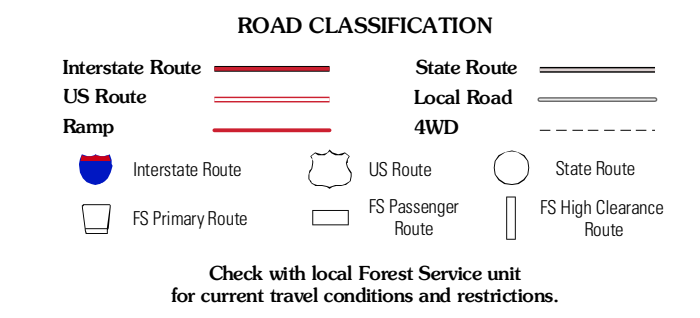 ROAD CLASSIFICATION
Interstate Route
State Route
US Route
Local Road
Ramp
4WD
Interstate Route
US Route
State Route
FS Primary Route
FS Passenger
Route
FS High Clearance
Route
Check with local Forest Service unit
for current travel conditions and restrictions.